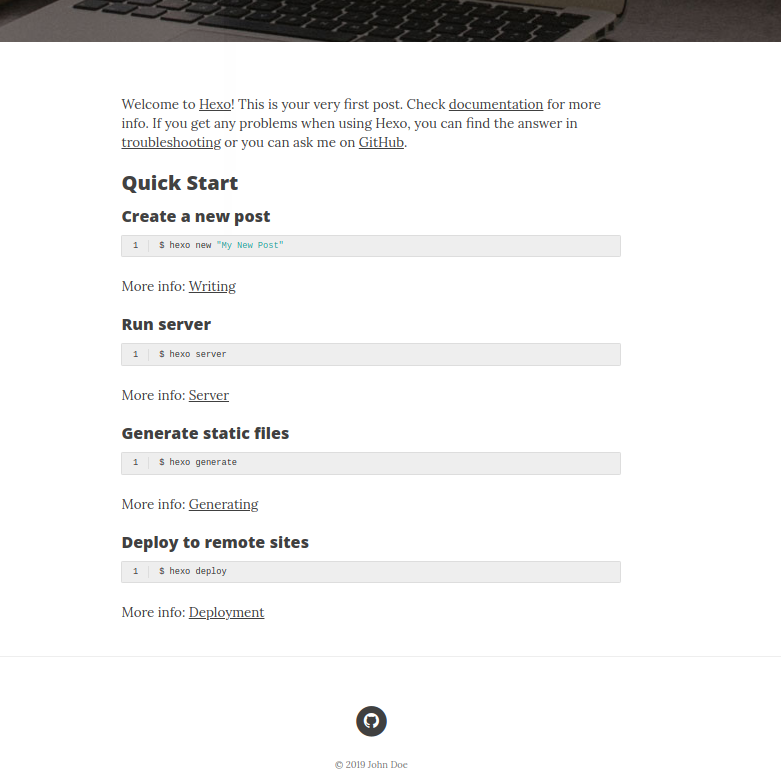 Welcome to Hexo! This is your very first post. Check documentation for more
info. If you get any problems when using Hexo, you can find the answer in
troubleshooting or you can ask me on GitHub.
Quick Start
Create a new post
1 $ hexo new "My New Post"
More info: Writing
Run server
1 $ hexo server
More info: Server
Generate static files
1 $ hexo generate
More info: Generating
Deploy to remote sites
1 $ hexo deploy
More info: Deployment
© 2019 John Doe